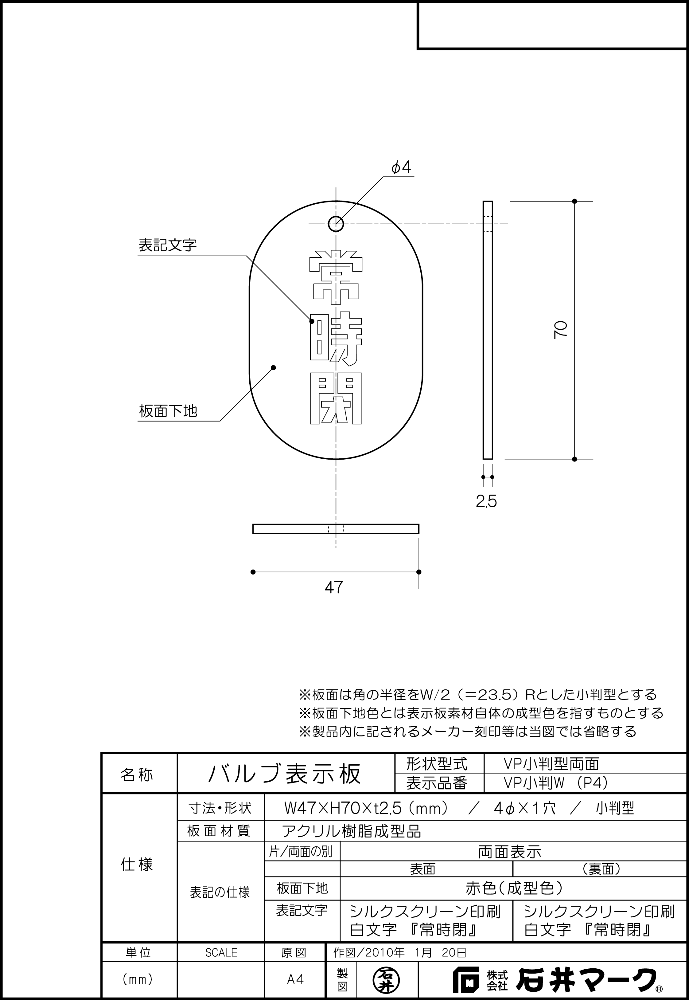 φ4
表記文字
常
時
閉
板面下地
70
2.5
47
※板面は角の半径をW/2（＝23.5）Rとした小判型とする
※板面下地色とは表示板素材自体の成型色を指すものとする
※製品内に記されるメーカー刻印等は当図では省略する
名称
バルブ表示板
形状型式
VP小判型両面
表示品番
VP小判W（P4）
仕様
寸法・形状
W47×H70×t2.5（mm） ／ 4φ×1穴 ／ 小判型
板面材質
アクリル樹脂成型品
表記の仕様
片/両面の別
両面表示
表面
（裏面）
板面下地
赤色(成型色)
表記文字
シルクスクリーン印刷
白文字『常時閉』
シルクスクリーン印刷
白文字『常時閉』
単位
SCALE
原図
作図/2010年 1月 20日
（mm）
A4
製図
石井
株式会社 石井マーク®